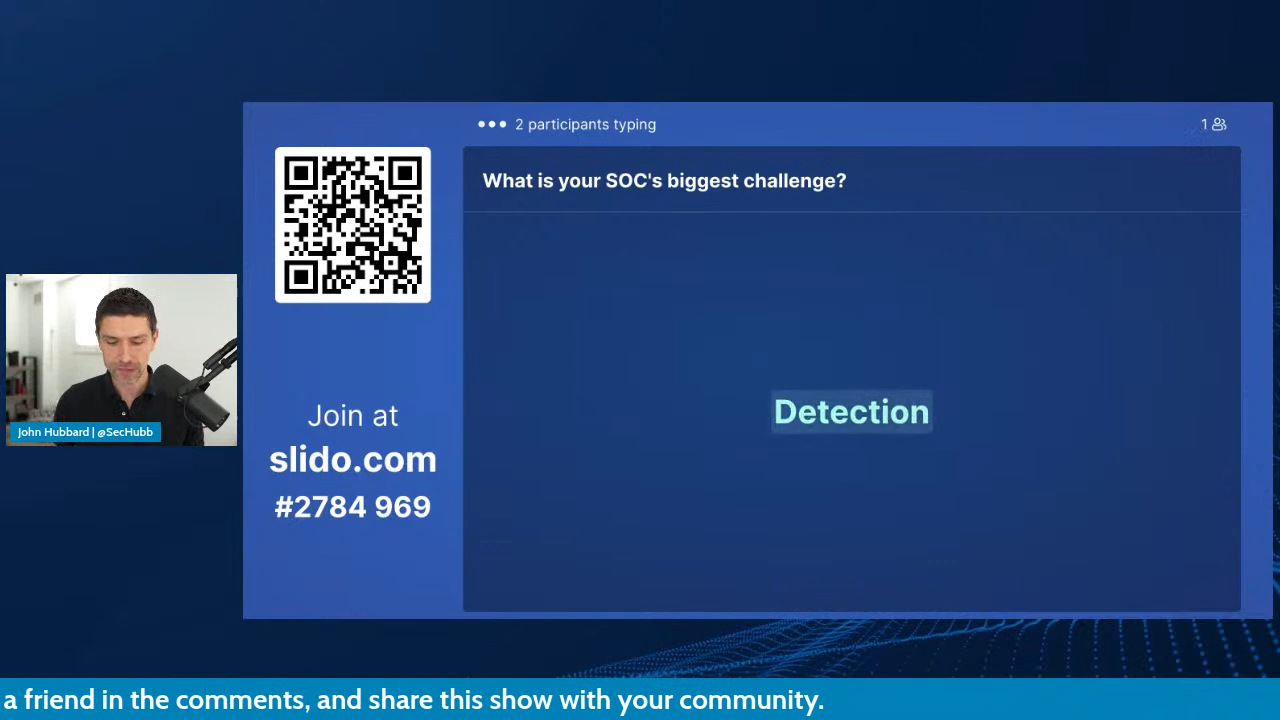 2 participants typing
1
What is your SOC's biggest challenge?
Detection
Join at
slido.com
#2784 969
John Hubbard | @SecHubb
a friend in the comments, and share this show with your community.